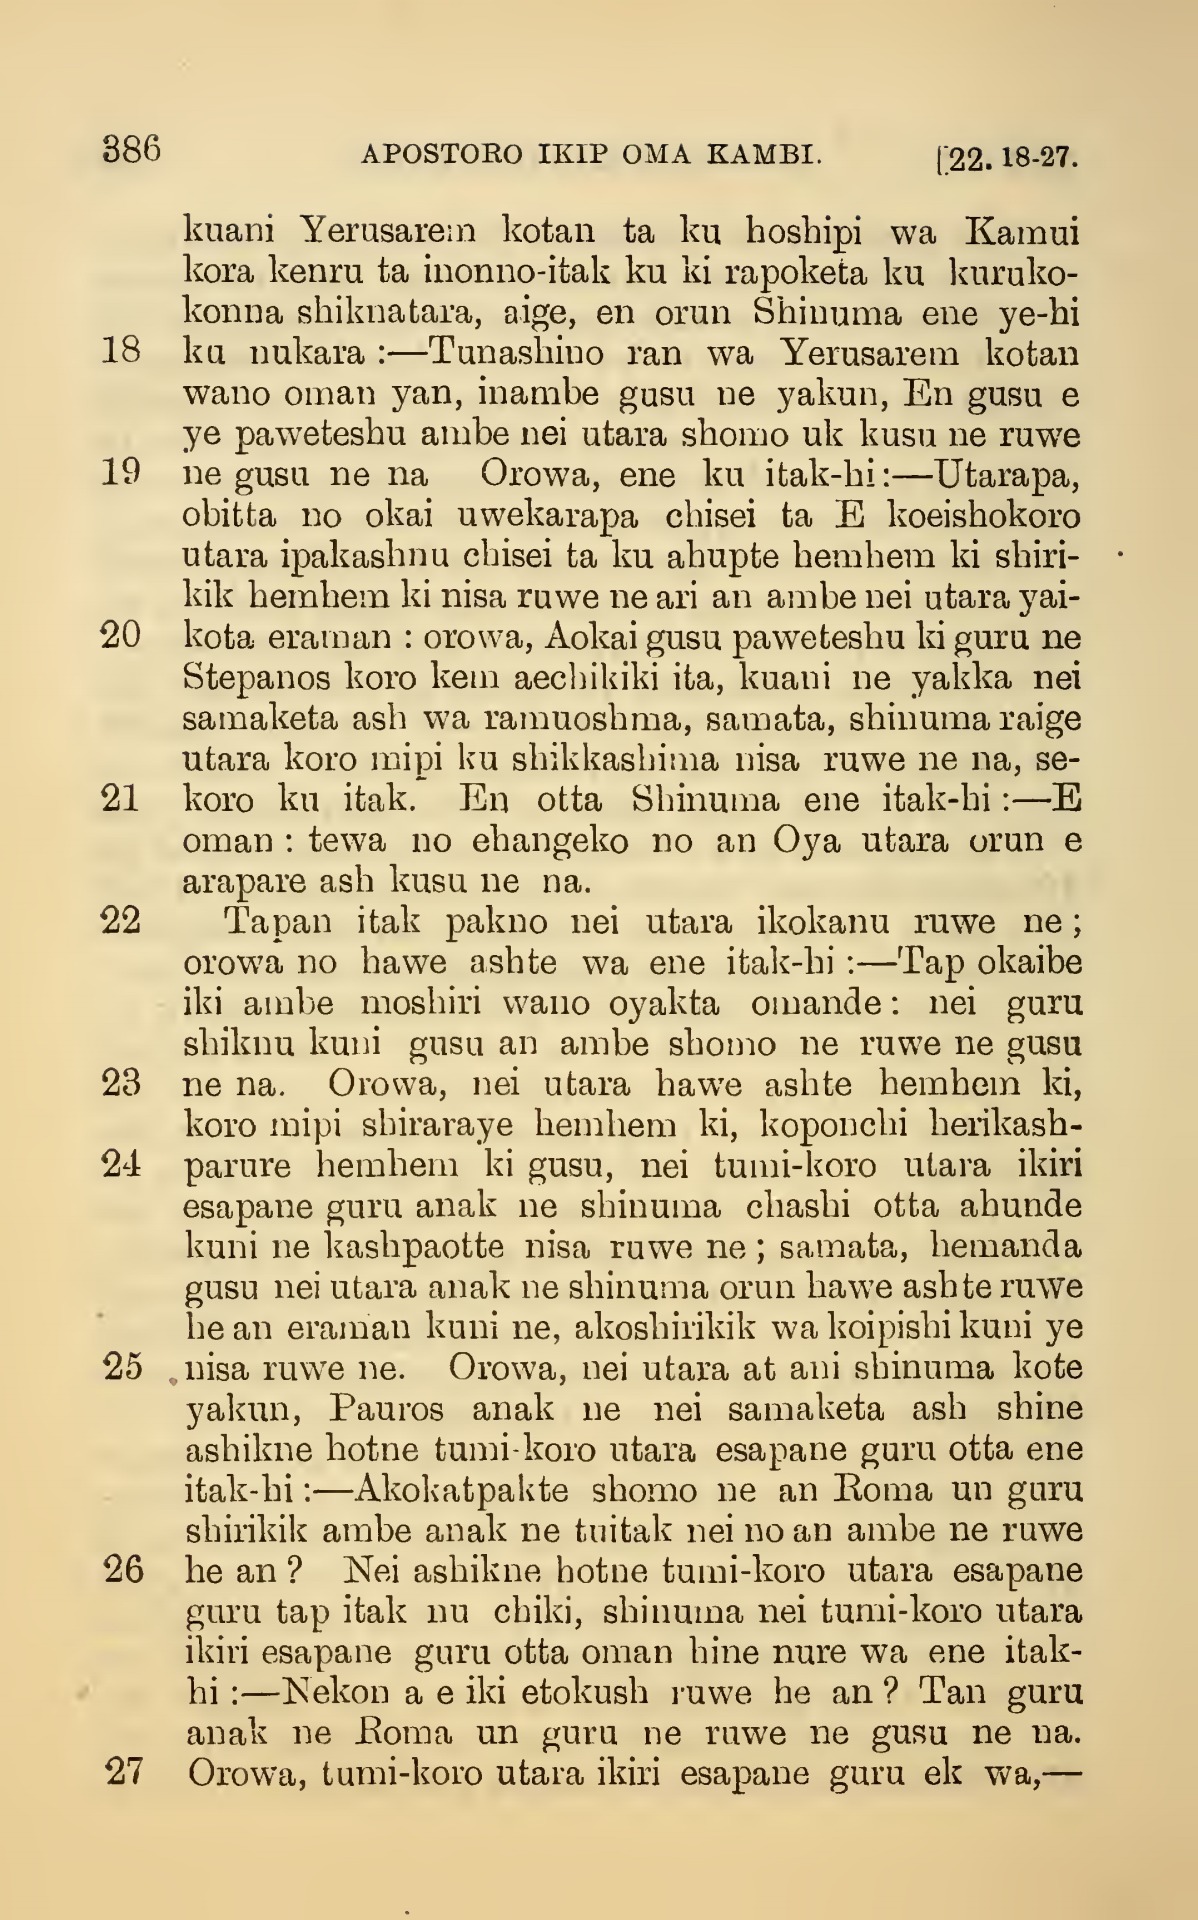 386 APOSTORO IKIP OMA KAMBI. [22. 18-27.
kuani Yerusarem kotan ta ku hoshipi wa Kamui
kora kenru ta inonno-itak ku ki rapoketa ku kuruko-
konna shiknatara, aige, en orun Shinuma ene ye-hi
18 ku nukara :—Tunashino ran wa Yerusarem kotan
wano oman yan, inambe gusu ne yakun, En gusu e
ye paweteshu ambe nei utara shomo uk kusu ne ruwe
19 ne gusu ne na Orowa, ene ku itak-hi :—Utarapa,
obitta no okai uwekarapa chisei ta E koeishokoro
utara ipakashnu chisei ta ku ahupte hemhem ki shiri-
kik hemhem ki nisa ruwe ne ari an ambe nei utara yai-
20 kota eraman : orowa, Aokai gusu paweteshu ki guru ne
Stepanos koro kem aechikiki ita, kuani ne yakka nei
samaketa ash wa ramuoshma, samata, shinuma raige
utara koro mipi ku shikkashima nisa ruwe ne na, se-
21 koro ku itak. En otta Shinuma ene itak-hi :—E
oman : tewa no ehangeko no an Oya utara orun e
arapare ash kusu ne na.
22 Tapan itak pakno nei utara ikokanu ruwe ne ;
orowa no hawe ashte wa ene itak-hi :—Tap okaibe
iki ambe moshiri wano oyakta omande : nei guru
shiknu kuni gusu an ambe shomo ne ruwe ne gusu
23 ne na. Orowa, nei utara hawe ashte hemhem ki,
koro mipi shiraraye hemhem ki, koponchi herikash-
24 parure hemhem ki gusu, nei tumi-koro utara ikiri
esapane guru anak ne shinuma chashi otta ahunde
kuni ne kashpaotte nisa ruwe ne ; samata, hemanda
gusu nei utara anak ne shinuma orun hawe ashte ruwe
he an eraman kuni ne, akoshirikik wa koipishi kuni ye
25 nisa ruwe ne. Orowa, nei utara at ani shinuma kote
yakun, Pauros anak ne nei samaketa ash shine
ashikne hotne tumi-koro utara esapane guru otta ene
itak-hi :—Akokatpakte shomo ne an Roma un guru
shirikik ambe anak ne tuitak nei no an ambe ne ruwe
26 he an ? Nei ashikne hotne tumi-koro utara esapane
guru tap itak nu chiki, shinuma nei tumi-koro utara
ikiri esapane guru otta oman hine nure wa ene itak-
hi :—Nekon a e iki etokush ruwe he an ? Tan guru
anak ne Roma un guru ne ruwe ne gusu ne na.
27 Orowa, tumi-koro utara ikiri esapane guru ek wa,—